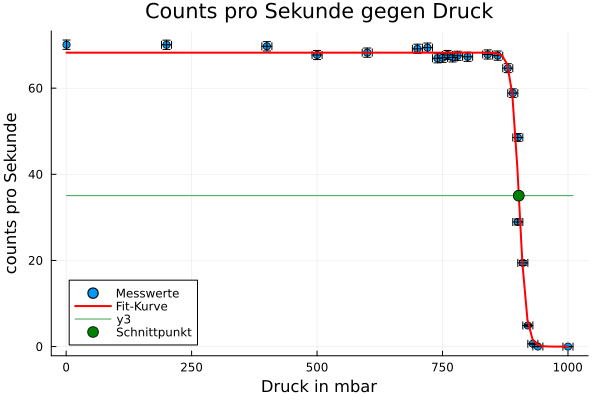 Counts pro Sekunde gegen Druck
counts pro Sekunde
60
40
20
0
Messwerte
Fit-Kurve
y3
Schnittpunkt
0 250 500 750 1000
Druck in mbar